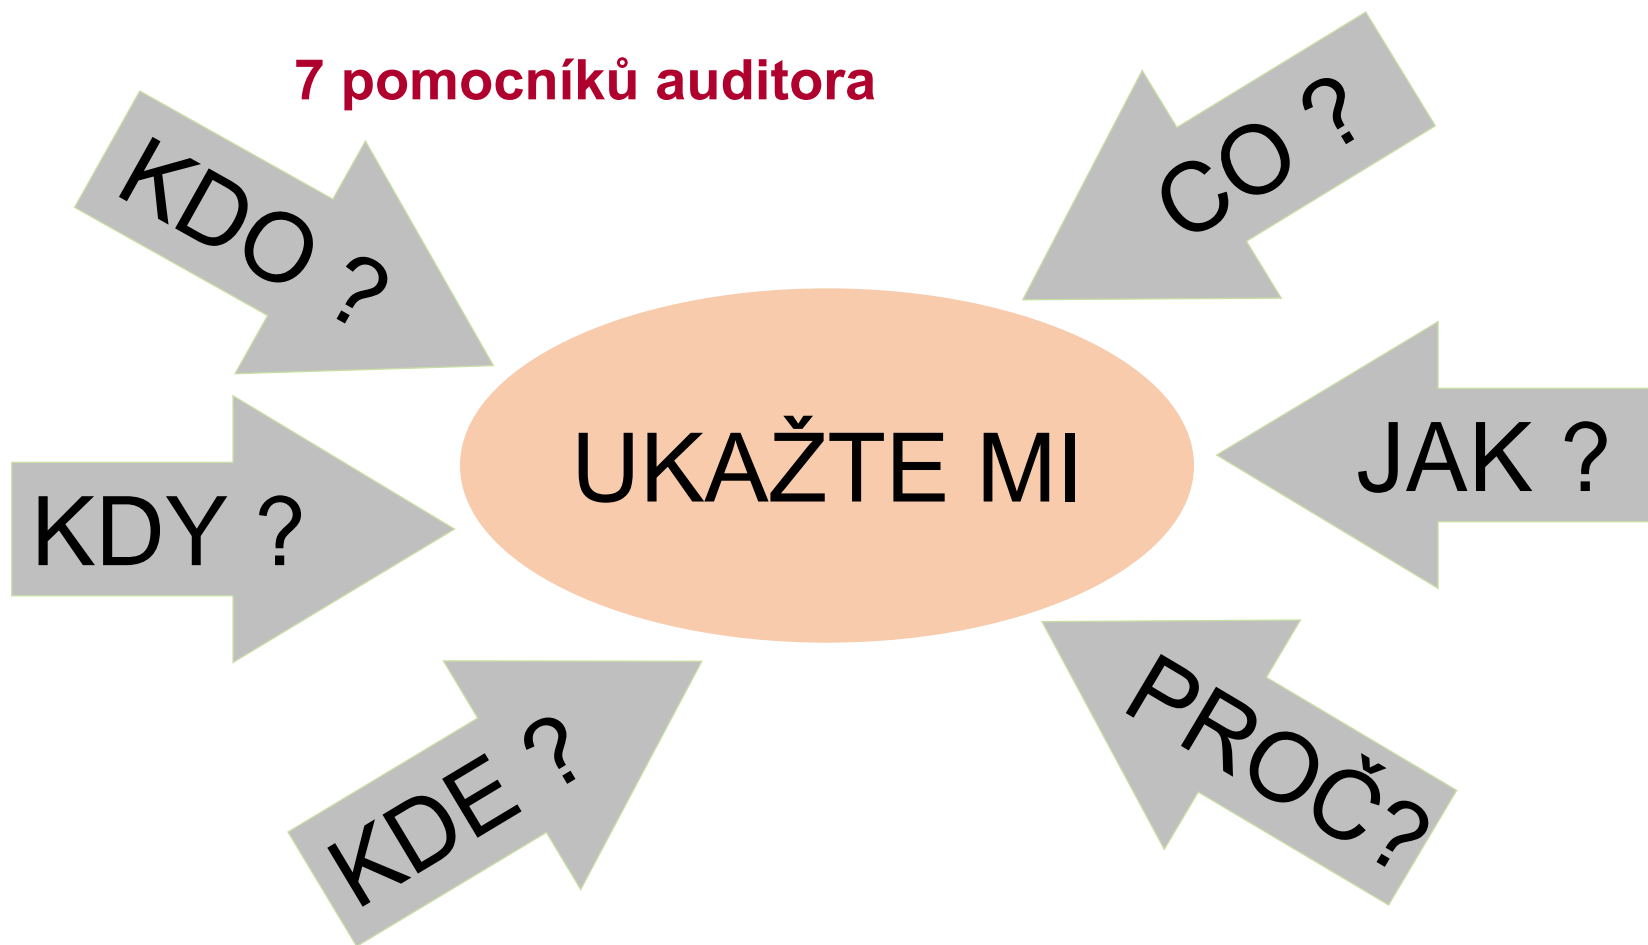 7 pomocníků auditora
KDO ?
CO ?
UKAŽTE MI
JAK ?
KDY ?
KDE ?
PROČ?